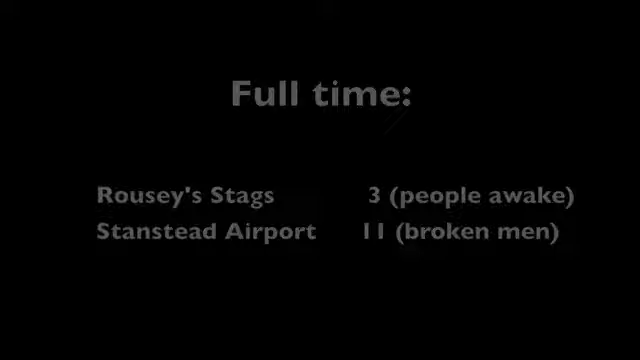 Full time:
Rousey's Stags 3 (people awake)
Stanstead Airport 11 (broken men)